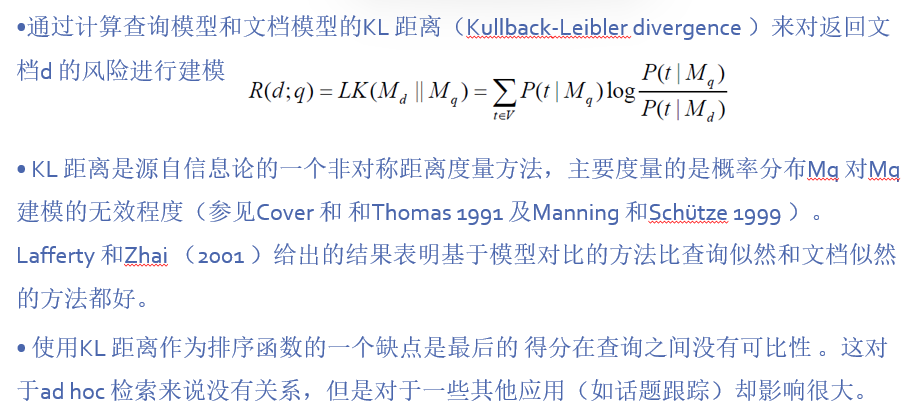 •通过计算查询模型和文档模型的KL 距离（Kullback-Leibler divergence ）来对返回文
档d 的风险进行建模
R(d;q) = LK(M_d || M_q) = ∑_{t∈V} P(t | M_q) log P(t | M_q) / P(t | M_d)
• KL 距离是源自信息论的一个非对称距离度量方法，主要度量的是概率分布Mq 对Mq
建模的无效程度（参见Cover 和 和Thomas 1991 及Manning 和Schütze 1999 ）。
Lafferty 和Zhai （2001 ）给出的结果表明基于模型对比的方法比查询似然和文档似然
的方法都好。
• 使用KL 距离作为排序函数的一个缺点是最后的 得分在查询之间没有可比性 。这对
于ad hoc 检索来说没有关系，但是对于一些其他应用（如话题跟踪）却影响很大。